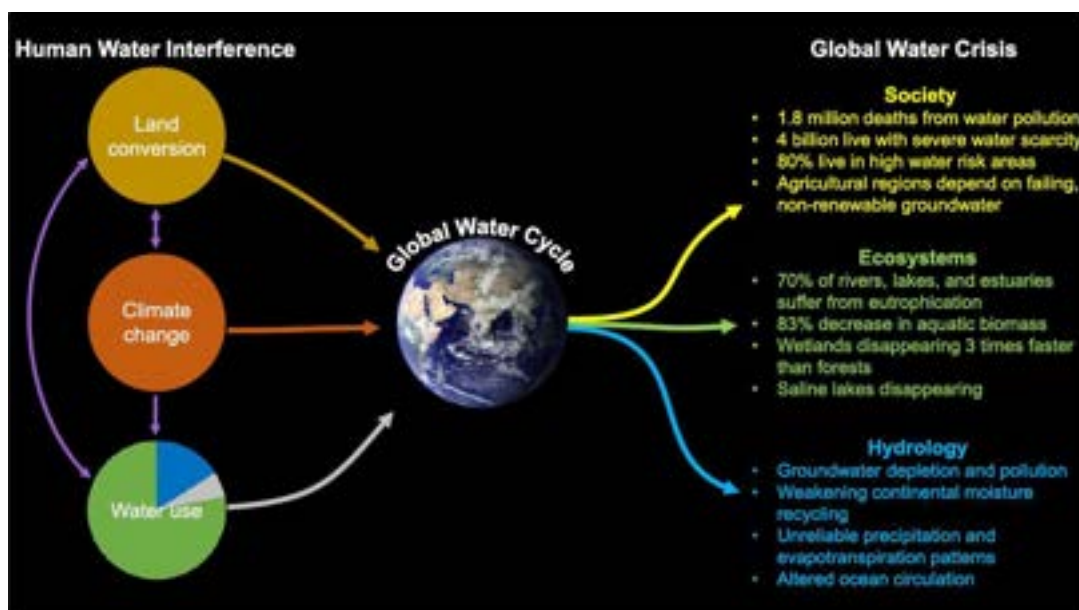 Human Water Interference
Land
conversion
Climate
change
Water use
Global Water Cycle
Global Water Crisis
Society
• 1.8 million deaths from water pollution
• 4 billion live with severe water scarcity
• 80% live in high water risk areas
• Agricultural regions depend on failing,
non-renewable groundwater
Ecosystems
• 70% of rivers, lakes, and estuaries
suffer from eutrophication
• 83% decrease in aquatic biomass
• Wetlands disappearing 3 times faster
than forests
• Saline lakes disappearing
Hydrology
• Groundwater depletion and pollution
• Weakening continental moisture
recycling
• Unreliable precipitation and
evapotranspiration patterns
• Altered ocean circulation